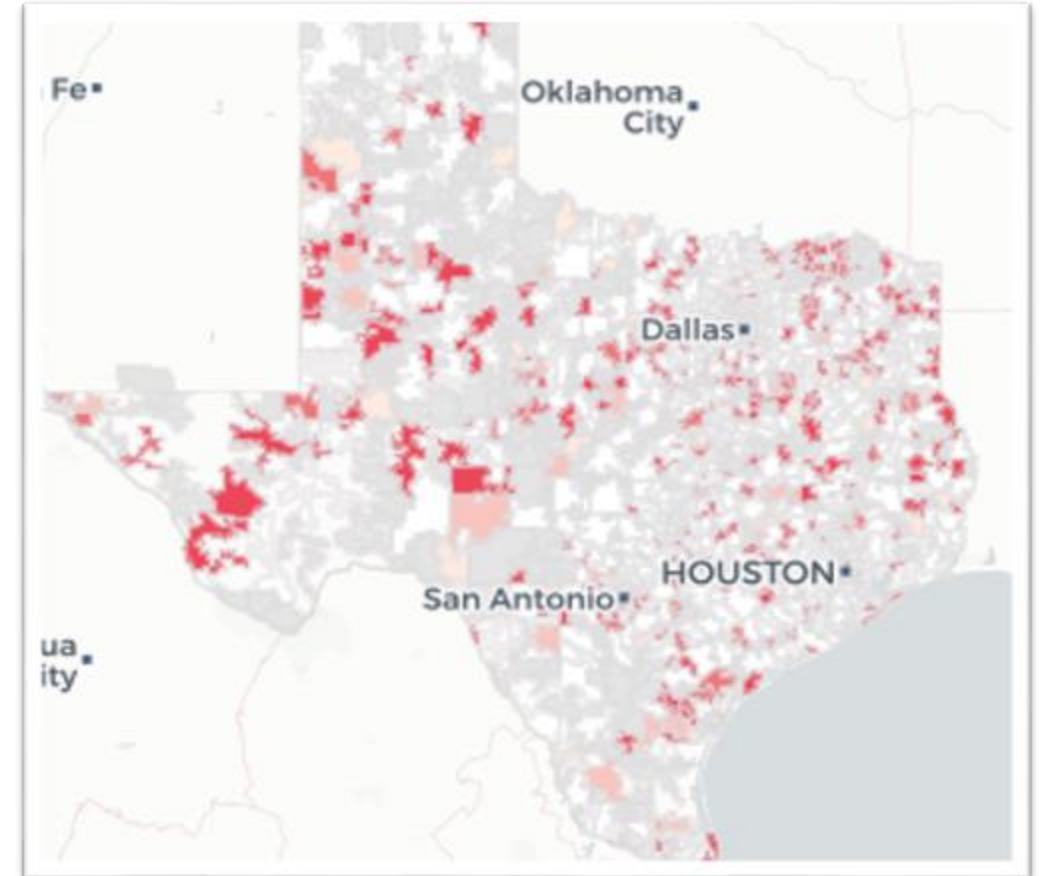 Fe
Oklahoma
City
Dallas
HOUSTON
San Antonio
ua
ity